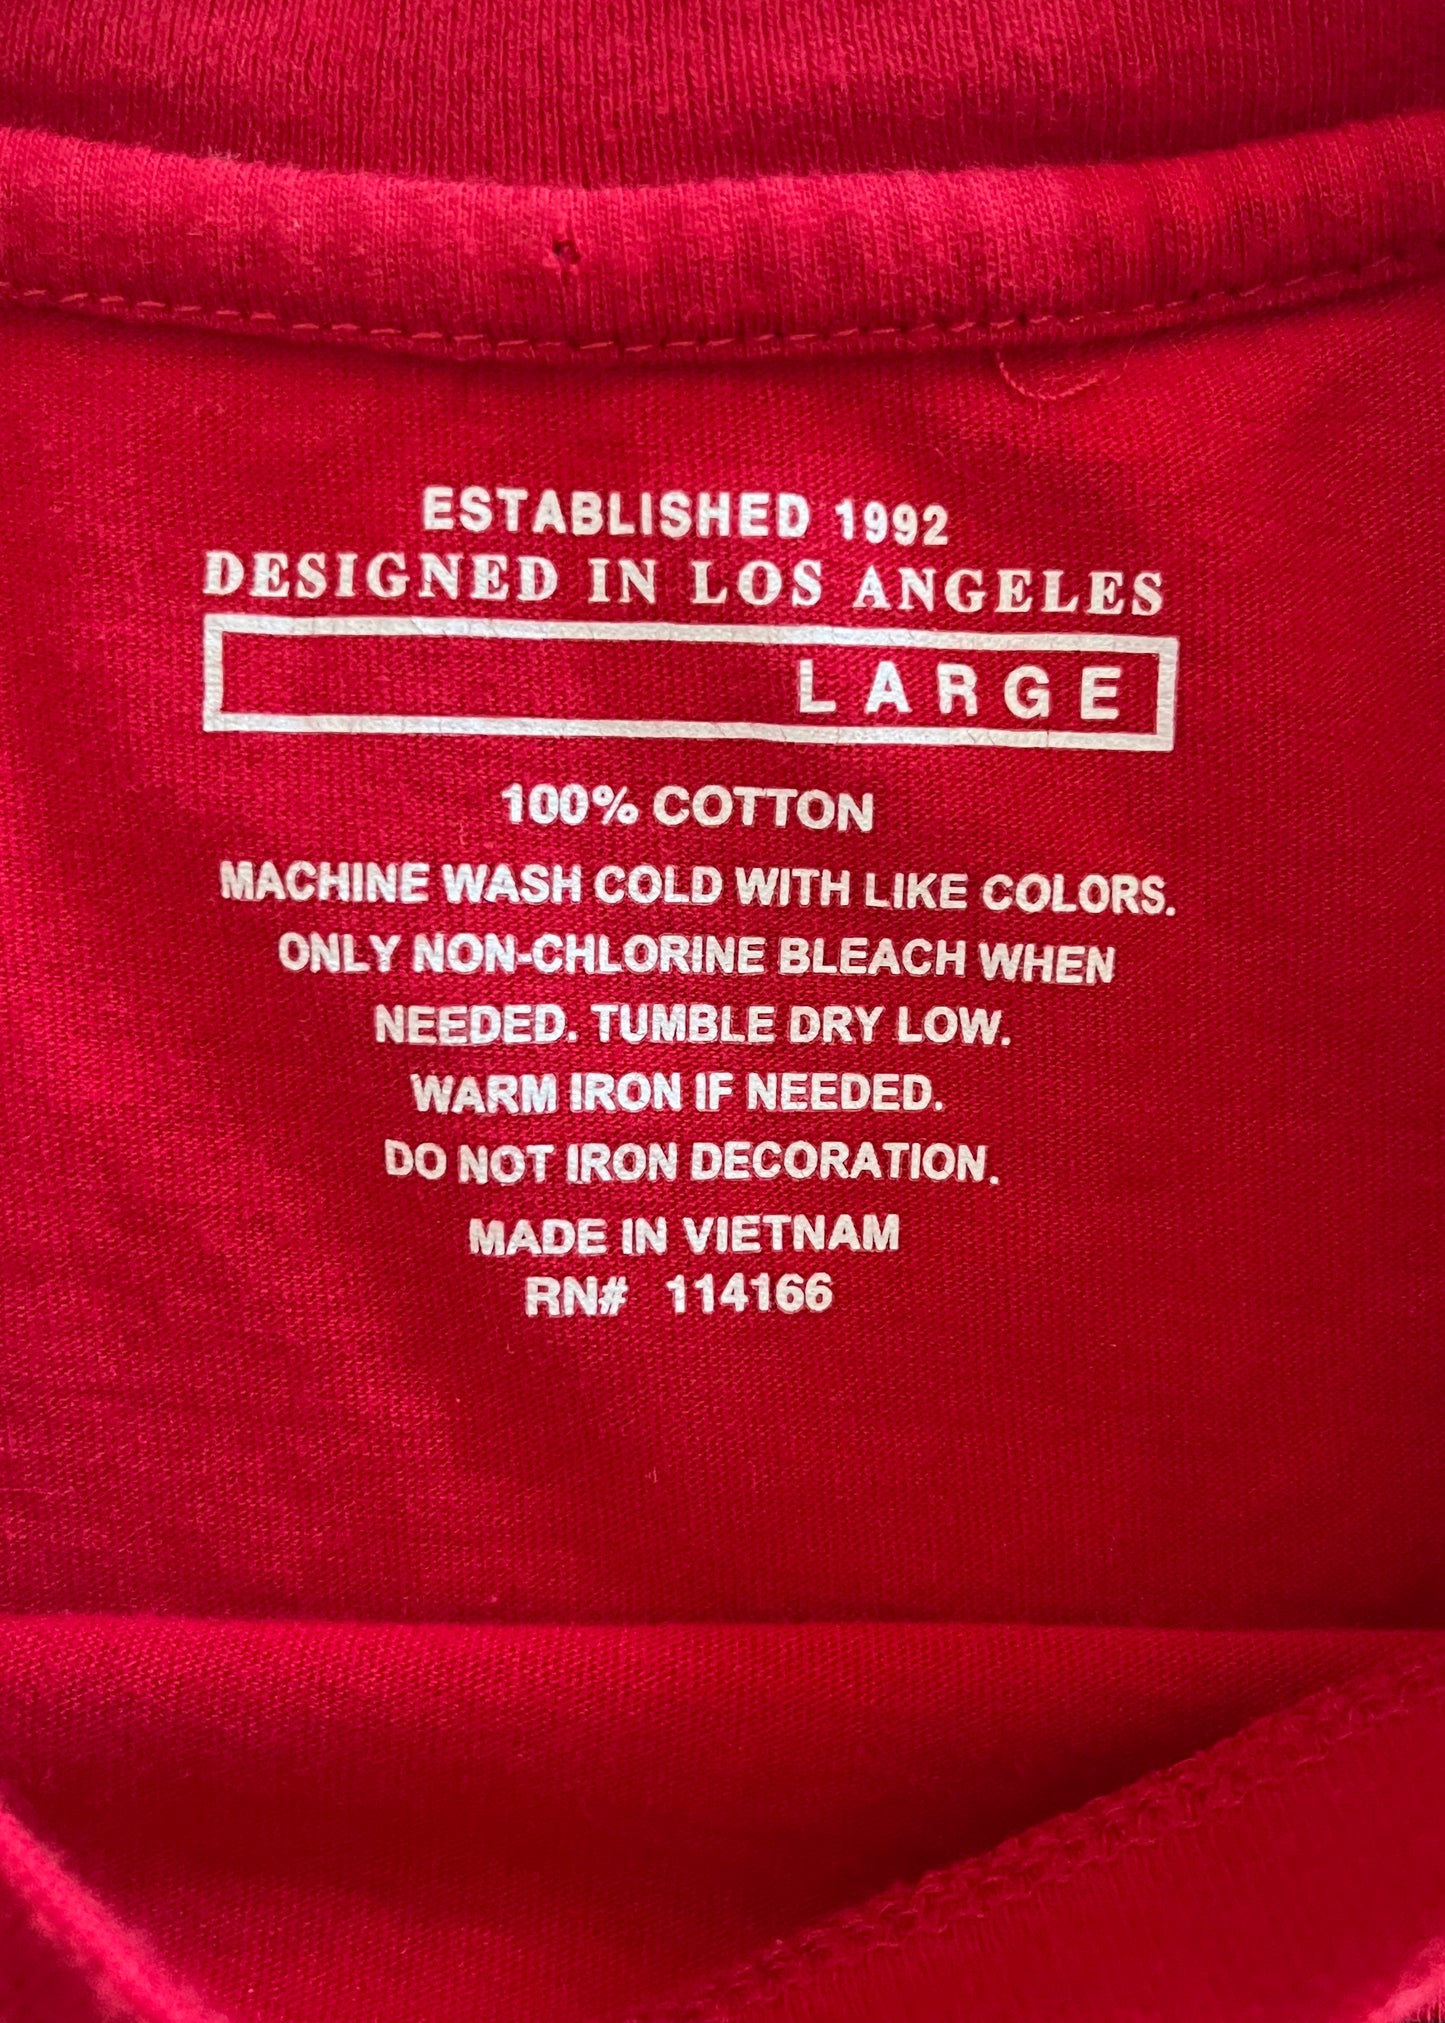 ESTABLISHED 1992
DESIGNED IN LOS ANGELES
LARGE
100% COTTON
MACHINE WASH COLD WITH LIKE COLORS.
ONLY NON-CHLORINE BLEACH WHEN
NEEDED. TUMBLE DRY LOW.
WARM IRON IF NEEDED.
DO NOT IRON DECORATION.
MADE IN VIETNAM
RN# 114166